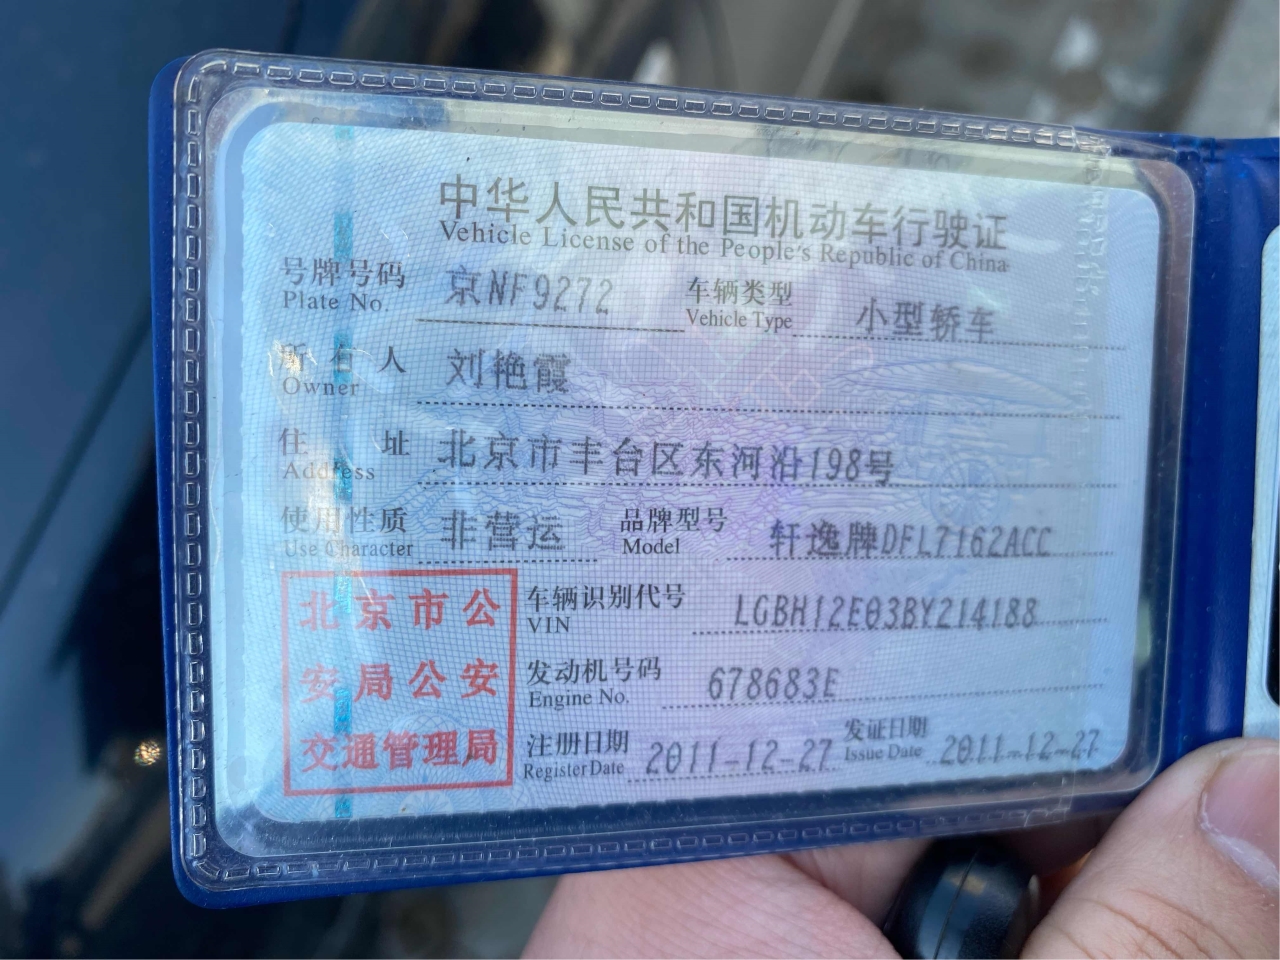 中华人民共和国机动车行驶证
Vehicle License of the People's Republic of China
号牌号码 京NF9272 车辆类型 小型轿车
Plate No. Vehicle Type
所有人 刘艳霞
Owner
住址 北京市丰台区东河沿198号
Address
使用性质 非营运 品牌型号 轩逸牌DFL7162ACC
Use Character Model
北京市公
安局公安
交通管理局
车辆识别代号 LGBH12E03BY214188
VIN
发动机号码 678683E
Engine No.
注册日期 2011-12-27 发证日期 2011-12-27
Register Date Issue Date